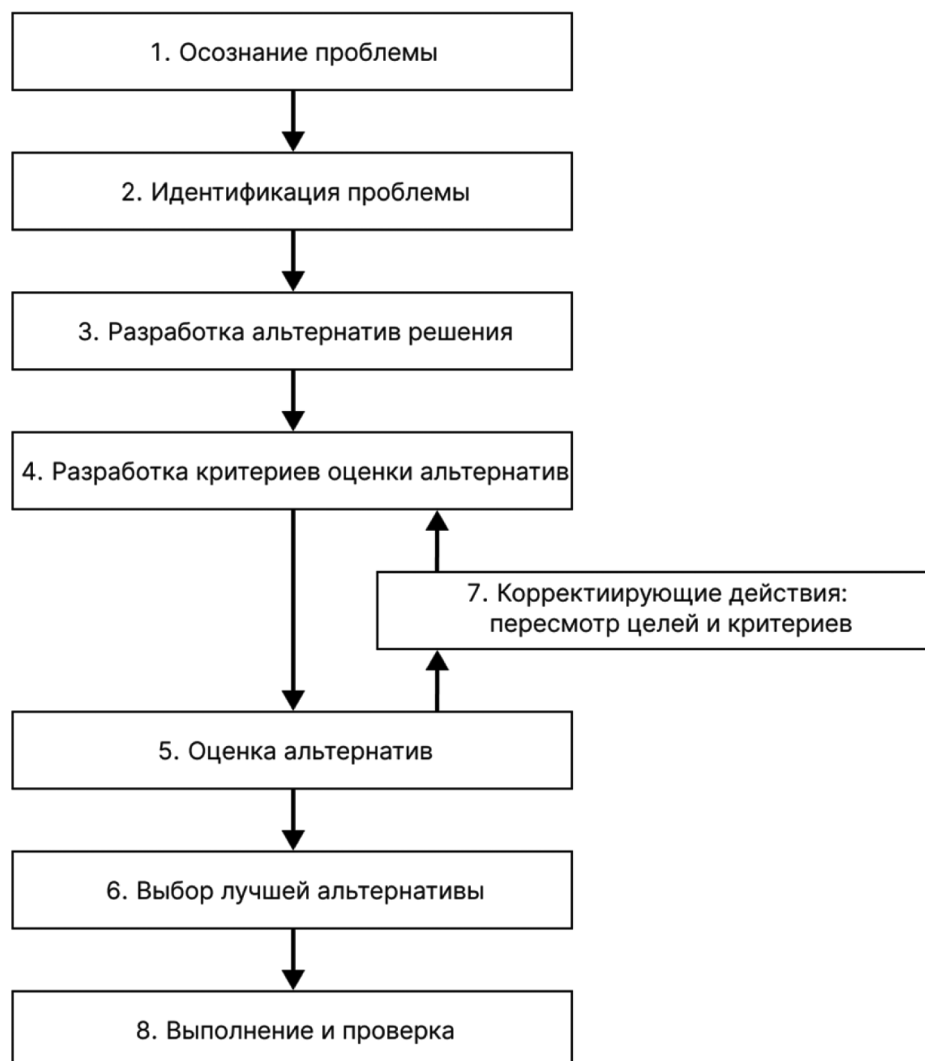 1. Осознание проблемы
2. Идентификация проблемы
3. Разработка альтернатив решения
4. Разработка критериев оценки альтернатив
7. Корректиирующие действия:
пересмотр целей и критериев
5. Оценка альтернатив
6. Выбор лучшей альтернативы
8. Выполнение и проверка